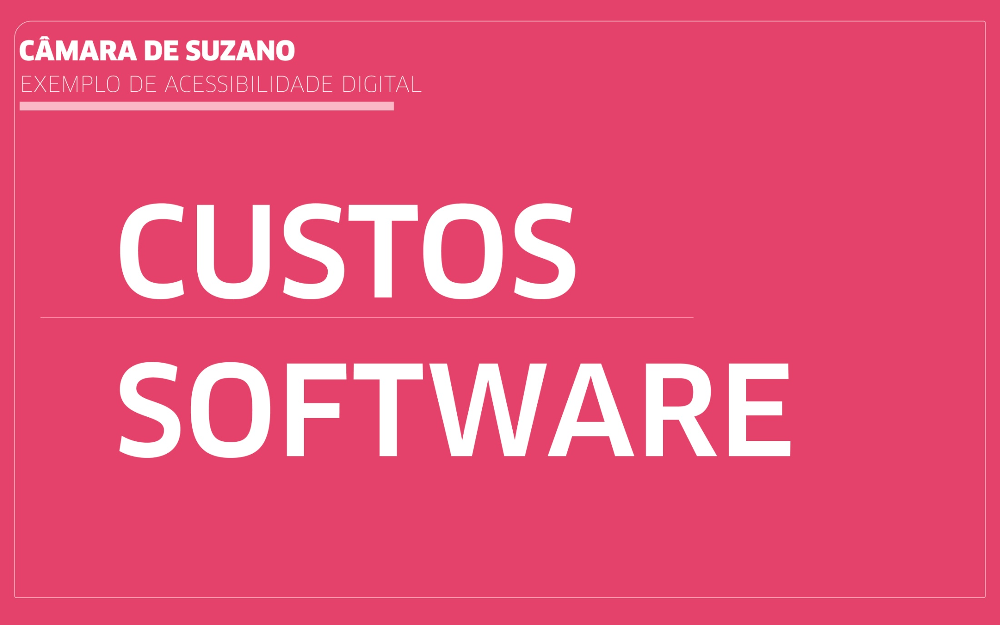 CÂMARA DE SUZANO
EXEMPLO DE ACESSIBILIDADE DIGITAL
CUSTOS
SOFTWARE